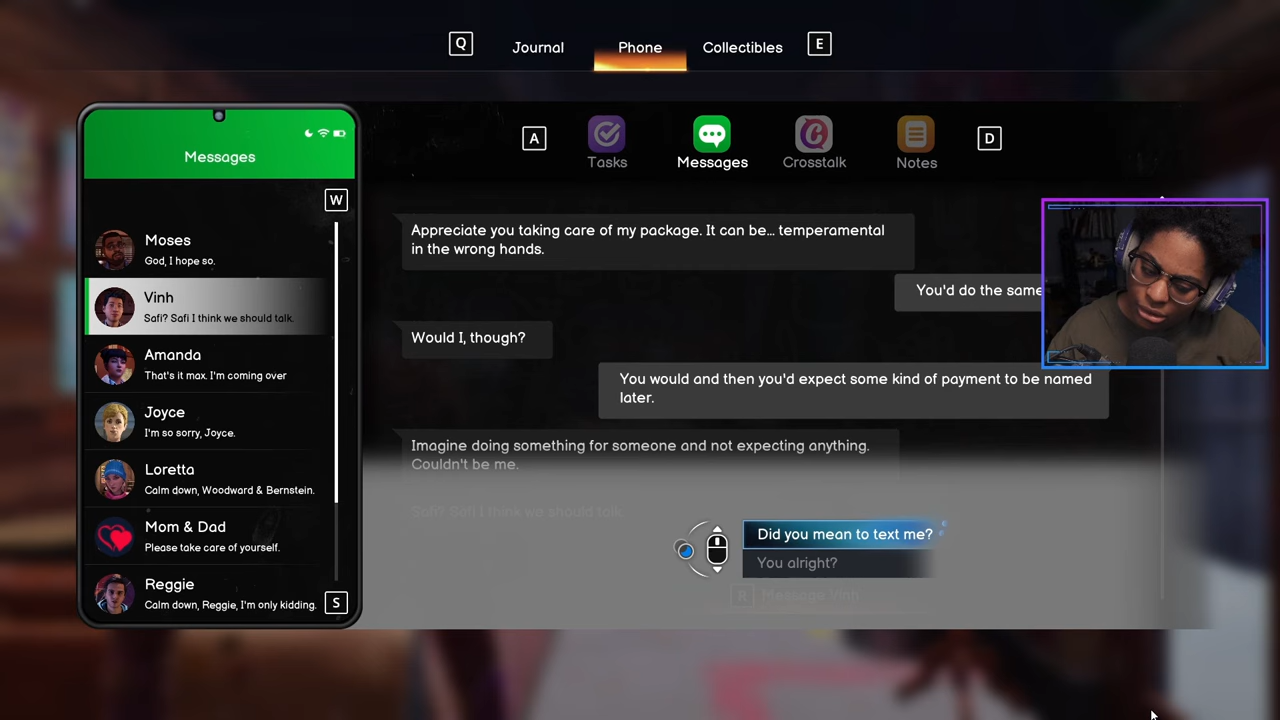 Q
Journal
Phone
Collectibles
E
Messages
A
Tasks
Messages
Crosstalk
Notes
D
W
Moses
God, I hope so.
Vinh
Safi? Safi I think we should talk.
Amanda
That's it max. I'm coming over
Joyce
I'm so sorry, Joyce.
Loretta
Calm down, Woodward & Bernstein.
Mom & Dad
Please take care of yourself.
Reggie
Calm down, Reggie, I'm only kidding.
S
Appreciate you taking care of my package. It can be... temperamental
in the wrong hands.
You'd do the same
Would I, though?
You would and then you'd expect some kind of payment to be named
later.
Imagine doing something for someone and not expecting anything.
Couldn't be me.
Safi? Safi I think we should talk.
Did you mean to text me?
You alright?
R Message Vinh